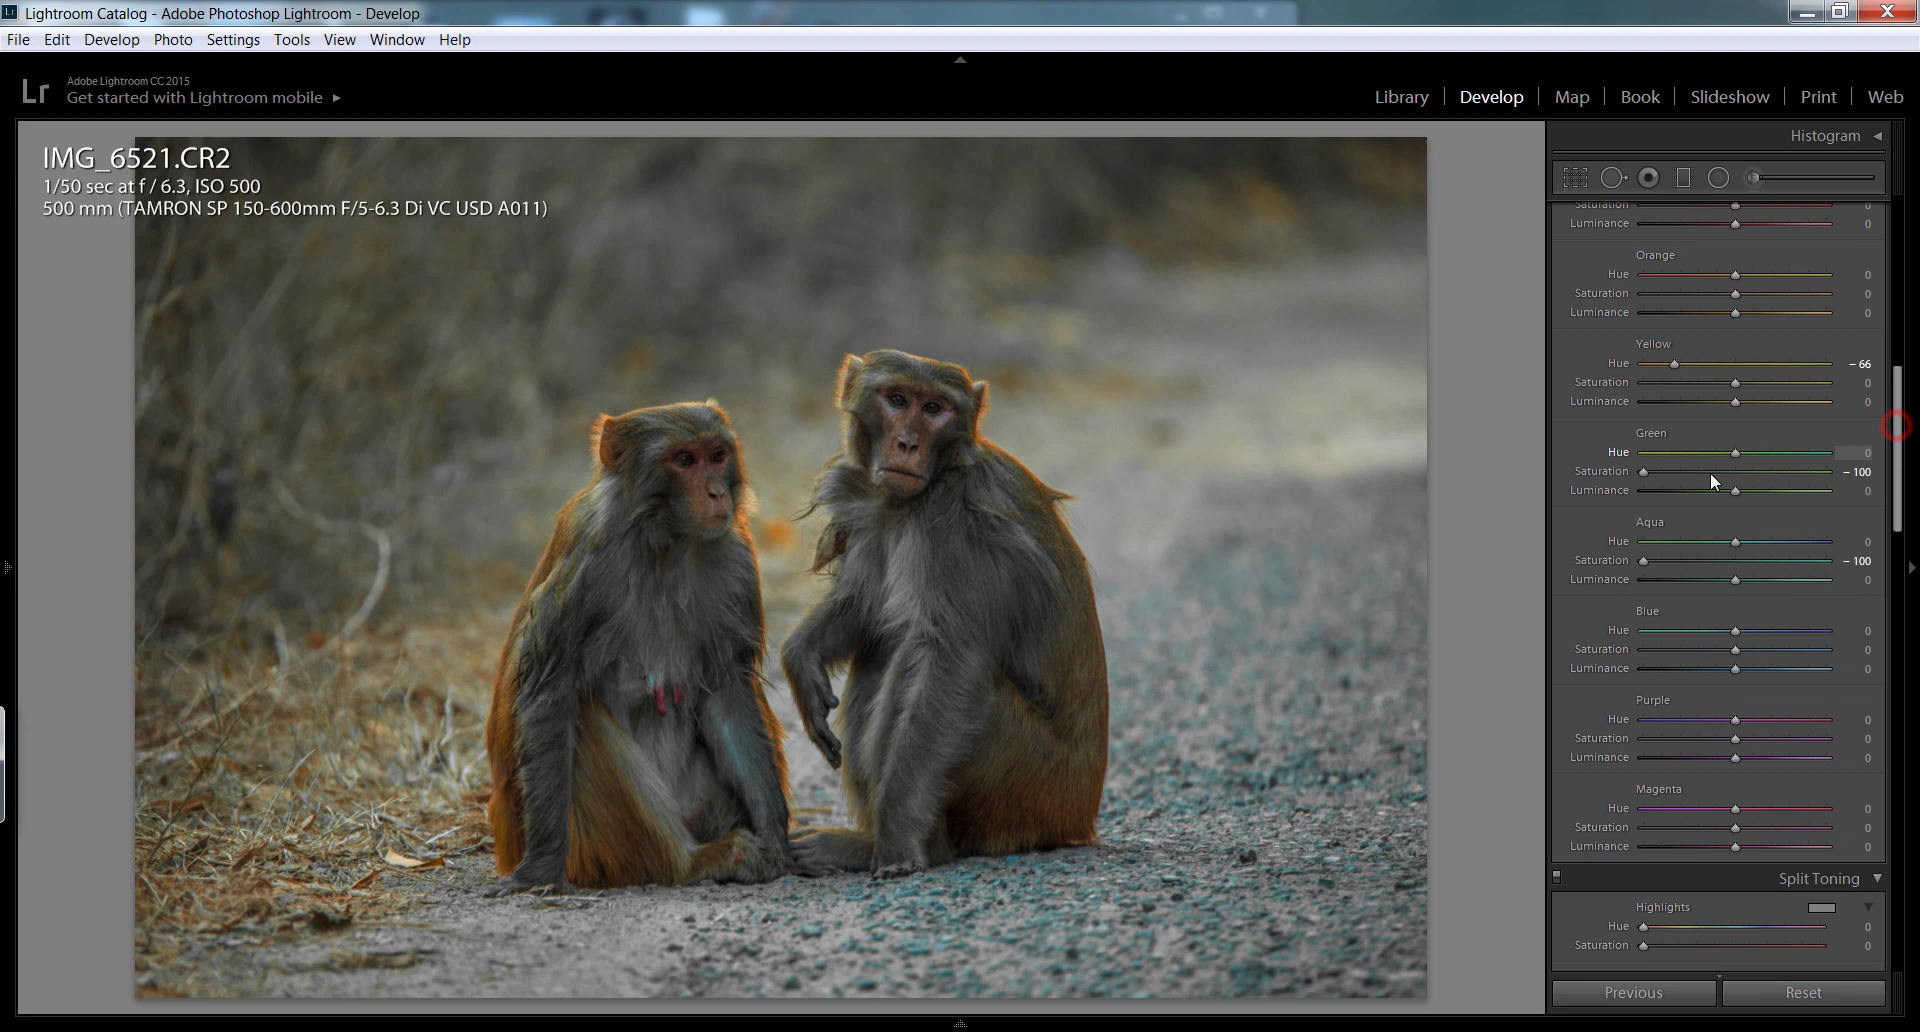 Lr Lightroom Catalog - Adobe Photoshop Lightroom - Develop
File Edit Develop Photo Settings Tools View Window Help
Lr Adobe Lightroom CC 2015
Get started with Lightroom mobile ▸
Library | Develop | Map | Book | Slideshow | Print | Web
IMG_6521.CR2
1/50 sec at f / 6.3, ISO 500
500 mm (TAMRON SP 150-600mm F/5-6.3 Di VC USD A011)
Histogram
Saturation 0
Luminance 0
Orange
Hue 0
Saturation 0
Luminance 0
Yellow
Hue – 66
Saturation 0
Luminance 0
Green
Hue 0
Saturation – 100
Luminance 0
Aqua
Hue 0
Saturation – 100
Luminance 0
Blue
Hue 0
Saturation 0
Luminance 0
Purple
Hue 0
Saturation 0
Luminance 0
Magenta
Hue 0
Saturation 0
Luminance 0
Split Toning
Highlights
Hue 0
Saturation 0
Previous Reset